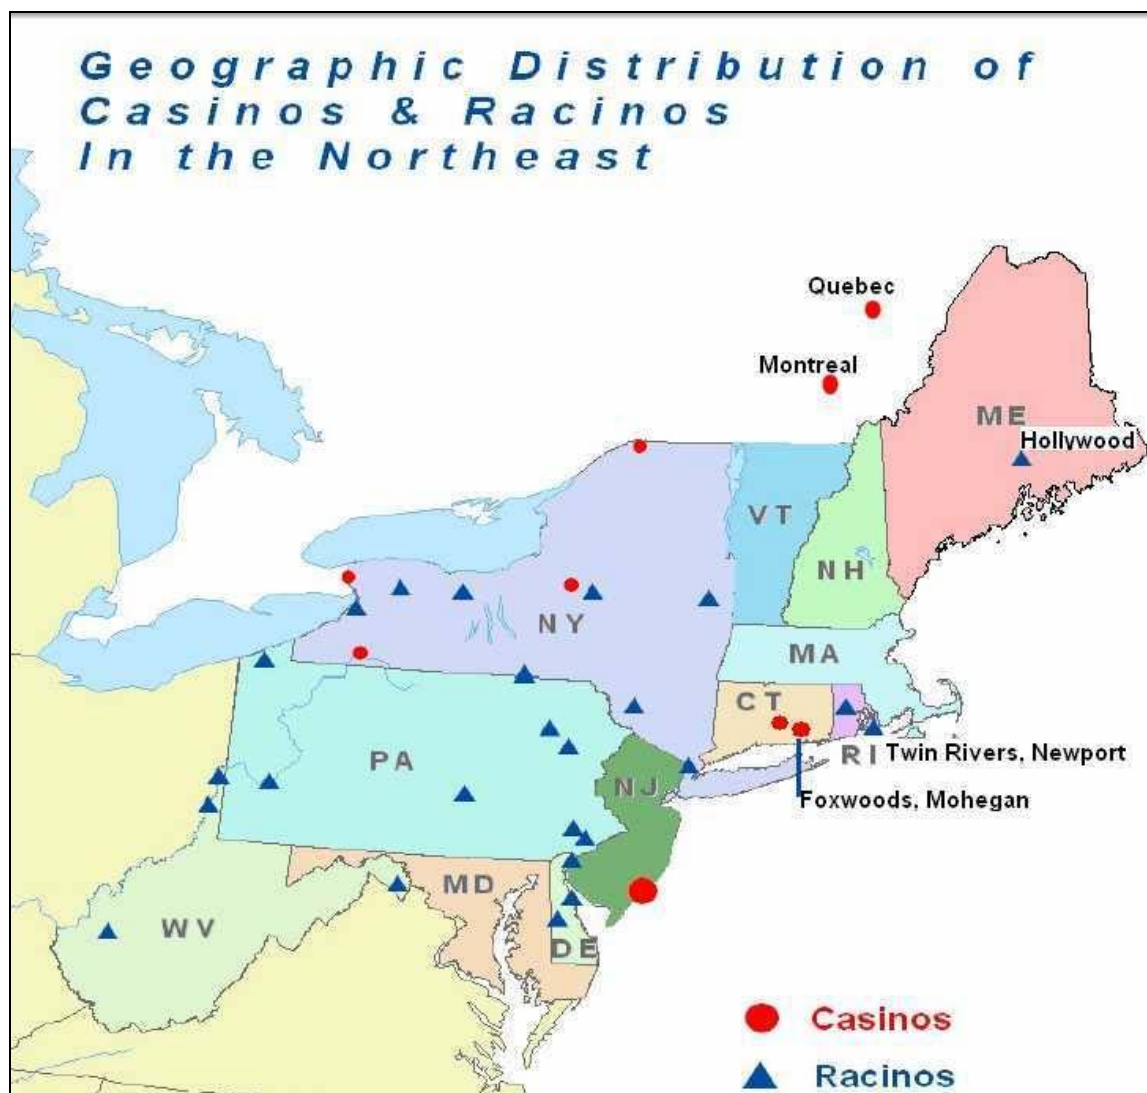 Geographic Distribution of
Casinos & Racinos
In the Northeast
Quebec
Montreal
ME
Hollywood
VT
NH
NY
MA
CT
PA
RI
Twin Rivers, Newport
NJ
Foxwoods, Mohegan
MD
WV
DE
Casinos
Racinos